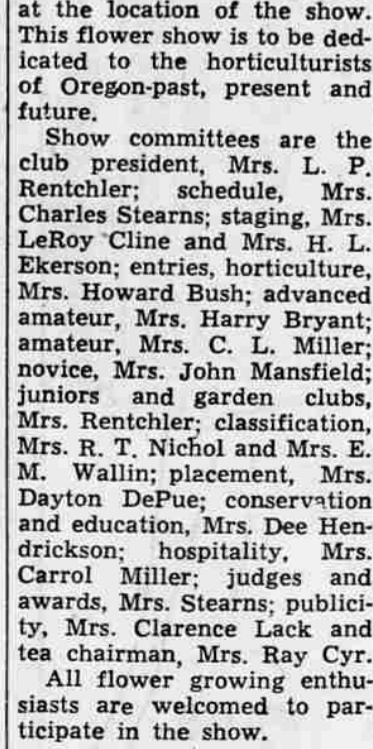 at the location of the show.
This flower show is to be ded-
icated to the horticulturists
of Oregon-past, present and
future.
Show committees are the
club president, Mrs. L. P.
Rentchler; schedule, Mrs.
Charles Stearns; staging, Mrs.
LeRoy Cline and Mrs. H. L.
Ekerson; entries, horticulture,
Mrs. Howard Bush; advanced
amateur, Mrs. Harry Bryant;
amateur, Mrs. C. L. Miller;
novice, Mrs. John Mansfield;
juniors and garden clubs,
Mrs. Rentchler; classification,
Mrs. R. T. Nichol and Mrs. E.
M. Wallin; placement, Mrs.
Dayton DePue; conservation
and education, Mrs. Dee Hen-
drickson; hospitality, Mrs.
Carrol Miller; judges and
awards, Mrs. Stearns; publici-
ty, Mrs. Clarence Lack and
tea chairman, Mrs. Ray Cyr.
All flower growing enthu-
siasts are welcomed to par-
ticipate in the show.